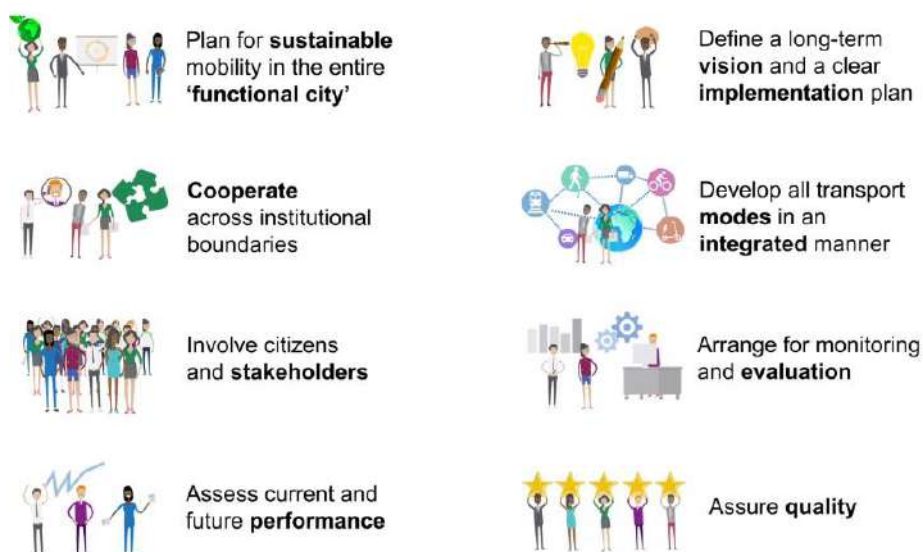 Plan for sustainable
mobility in the entire
‘functional city’
Cooperate
across institutional
boundaries
Involve citizens
and stakeholders
Assess current and
future performance
Define a long-term
vision and a clear
implementation plan
Develop all transport
modes in an
integrated manner
Arrange for monitoring
and evaluation
Assure quality